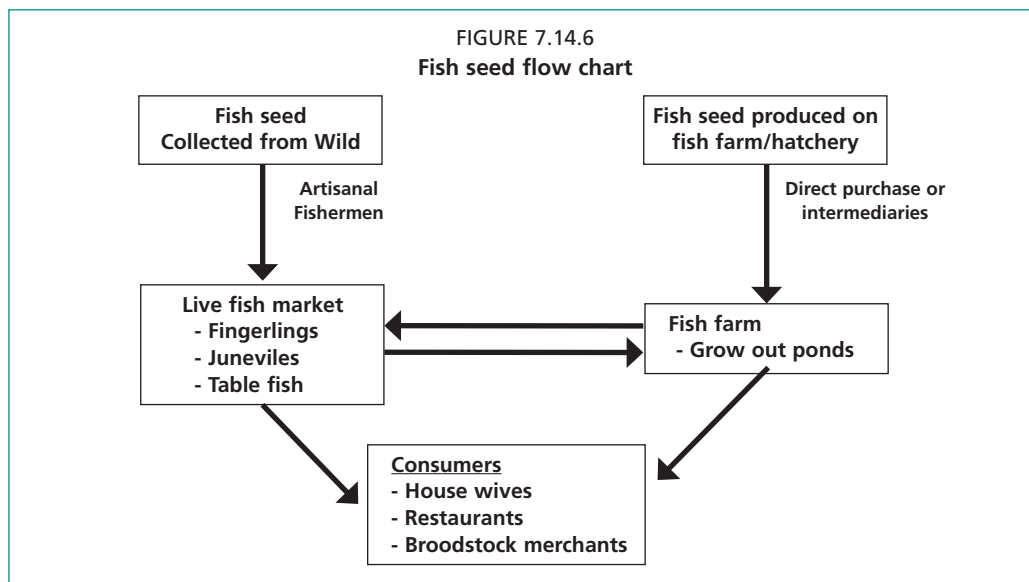 FIGURE 7.14.6
Fish seed flow chart
Fish seed
Collected from Wild
Fish seed produced on
fish farm/hatchery
Artisanal
Fishermen
Direct purchase or
intermediaries
Live fish market
- Fingerlings
- Juneviles
- Table fish
Fish farm
- Grow out ponds
Consumers
- House wives
- Restaurants
- Broodstock merchants